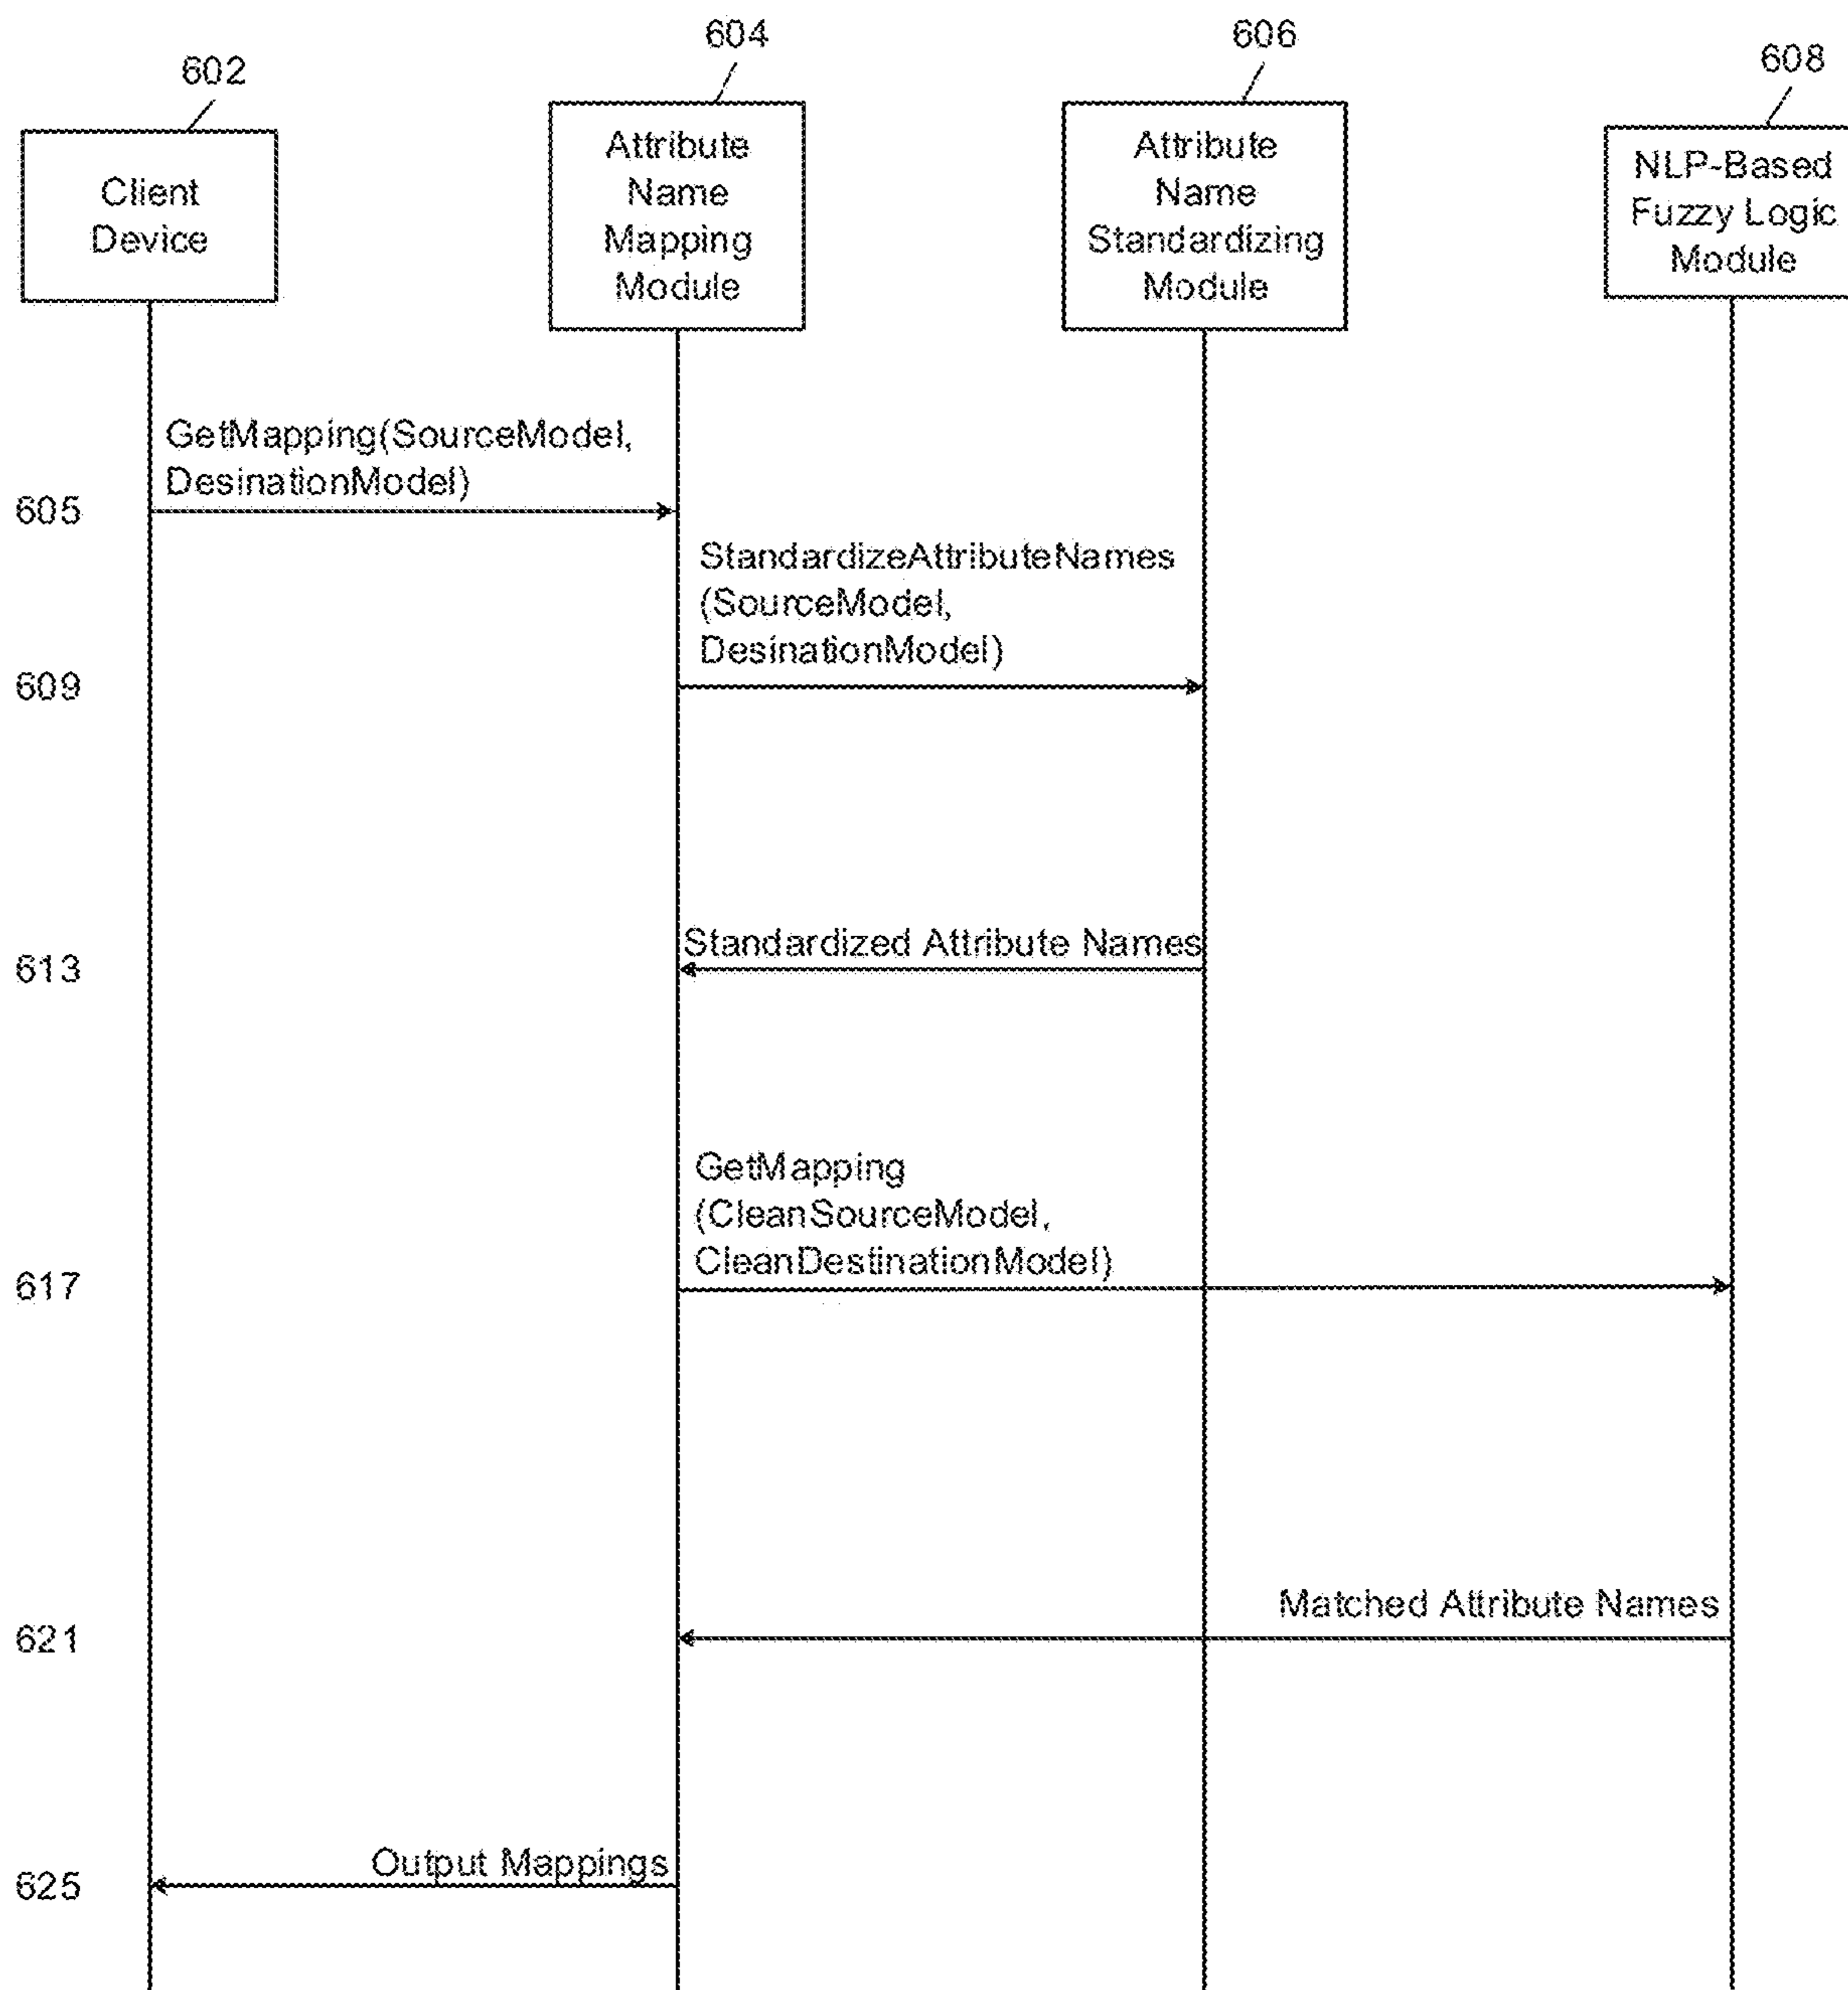 602
604
606
608
Client
Device
Attribute
Name
Mapping
Module
Attribute
Name
Standardizing
Module
NLP-Based
Fuzzy Logic
Module
GetMapping(SourceModel,
DesinationModel)
605
StandardizeAttributeNames
(SourceModel,
DesinationModel)
609
Standardized Attribute Names
613
GetMapping
(CleanSourceModel,
CleanDestinationModel)
617
Matched Attribute Names
621
Output Mappings
625